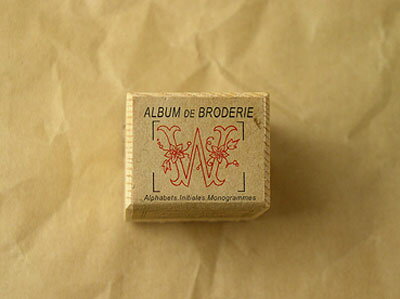 ALBUM DE BRODERIE
W
Alphabets.Initiales.Monogrammes